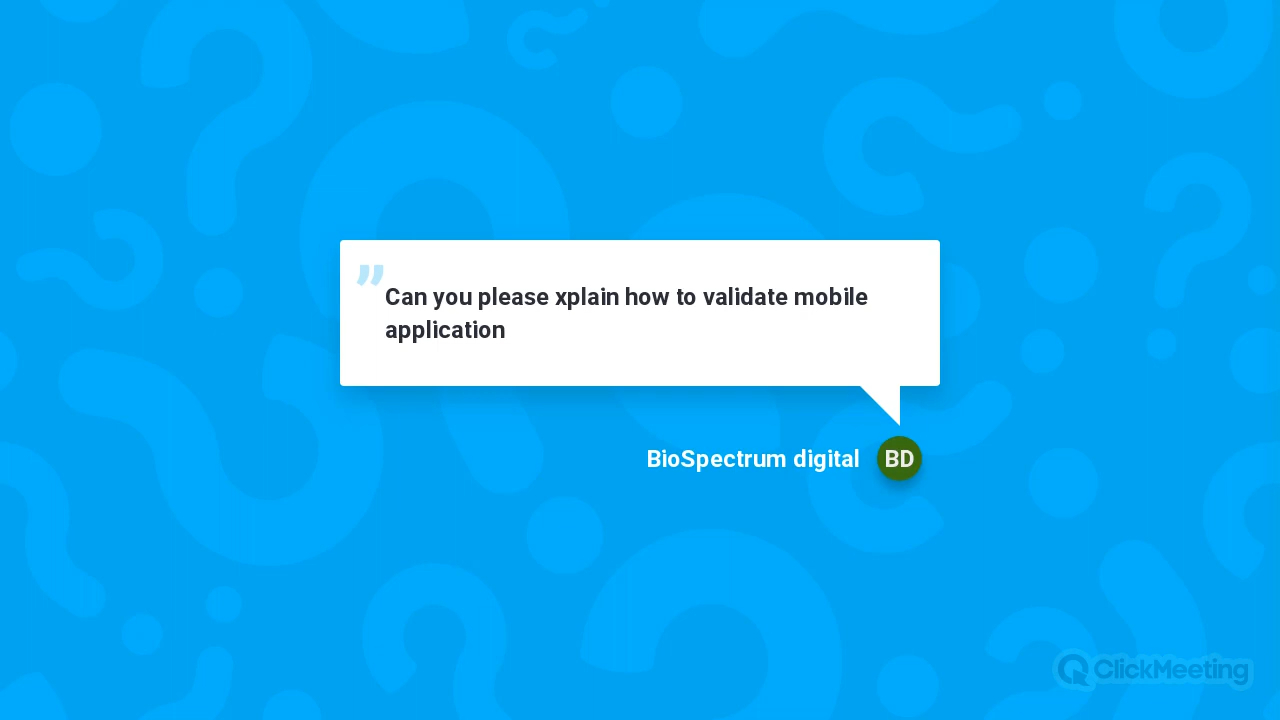 Can you please xplain how to validate mobile
application
BioSpectrum digital BD
ClickMeeting